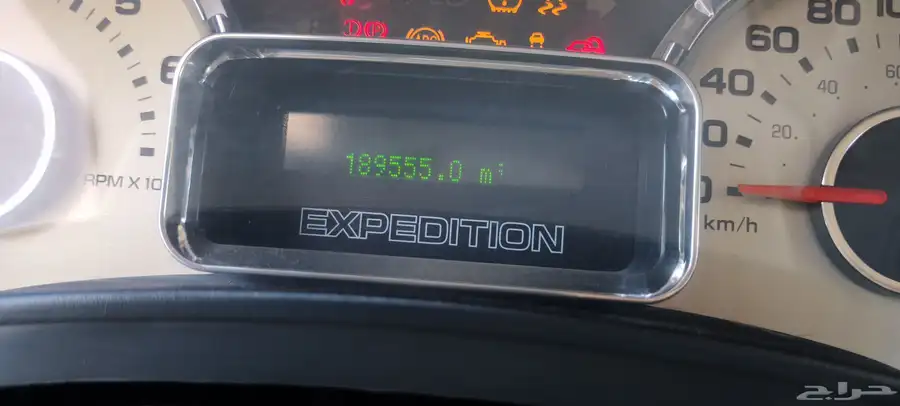 80
60
40
20
km/h
RPM X 10
189555.0 mi
EXPEDITION
حراج